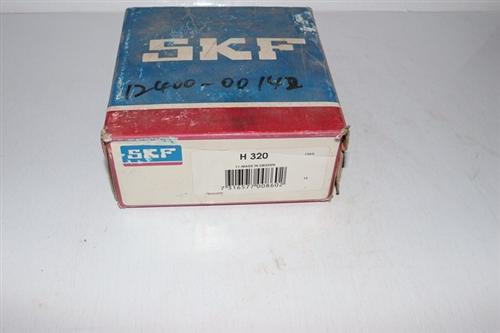 SKF
12400-00142
SKF
H 320
MADE IN SWEDEN
7316577008602